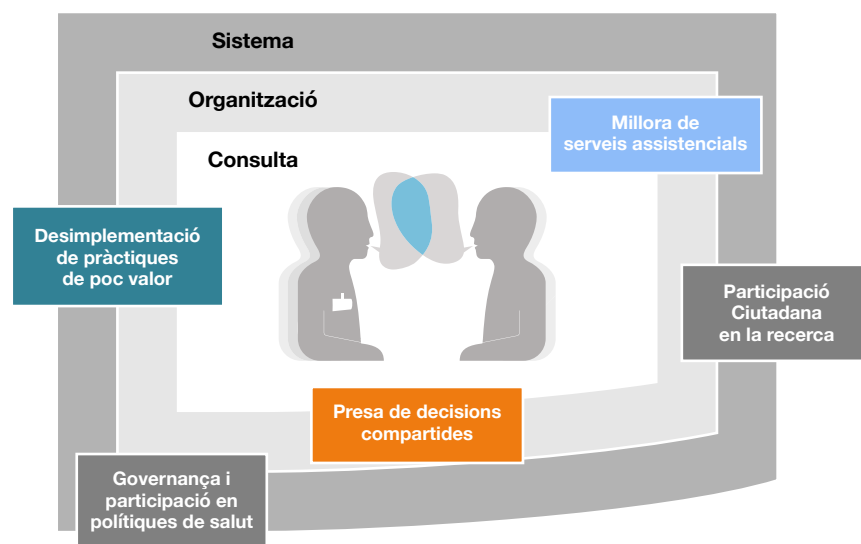 Sistema
Organització
Millora de
serveis assistencials
Consulta
Desimplementació
de pràctiques
de poc valor
Participació
Ciutadana
en la recerca
Presa de decisions
compartides
Governança i
participació en
polítiques de salut